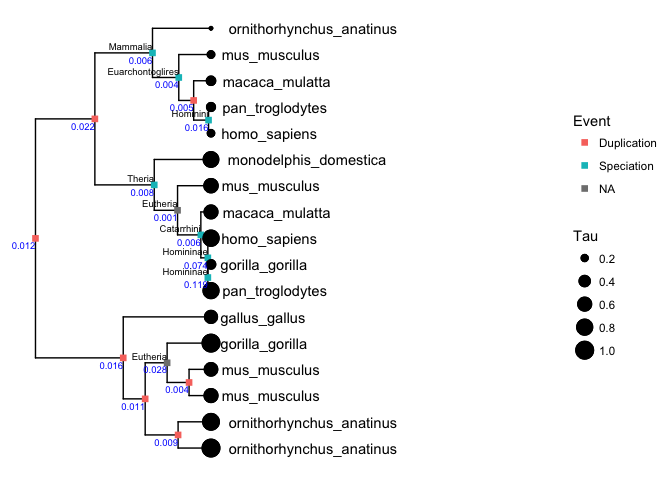 ornithorhynchus_anatinus
Mammalia
0.006
mus_musculus
Euarchontoglires
0.004
macaca_mulatta
0.005
pan_troglodytes
Hominini
0.016
homo_sapiens
0.022
monodelphis_domestica
Theria
0.008
mus_musculus
Eutheria
0.001
macaca_mulatta
Catarrhini
0.006
homo_sapiens
0.012
Homininae
0.074
gorilla_gorilla
Homininae
pan_troglodytes
gallus_gallus
gorilla_gorilla
Eutheria
0.016
0.028
mus_musculus
0.004
mus_musculus
0.011
ornithorhynchus_anatinus
0.009
ornithorhynchus_anatinus
Event
Duplication
Speciation
NA
Tau
0.2
0.4
0.6
0.8
1.0